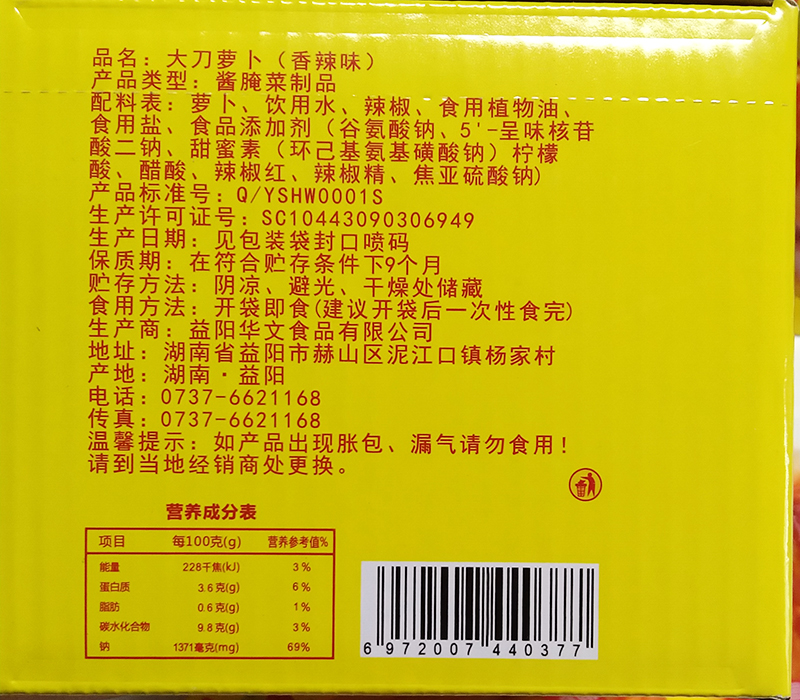 品名：大刀萝卜（香辣味）
产品类型：酱腌菜制品
配料表：萝卜、饮用水、辣椒、食用植物油、
食用盐、食品添加剂（谷氨酸钠、5'-呈味核苷
酸二钠、甜蜜素（环己基氨基磺酸钠）柠檬
酸、醋酸、辣椒红、辣椒精、焦亚硫酸钠)
产品标准号：Q/YSHW0001S
生产许可证号：SC10443090306949
生产日期：见包装袋封口喷码
保质期：在符合贮存条件下9个月
贮存方法：阴凉、避光、干燥处储藏
食用方法：开袋即食(建议开袋后一次性食完)
生产商：益阳华文食品有限公司
地址：湖南省益阳市赫山区泥江口镇杨家村
产地：湖南·益阳
电话：0737-6621168
传真：0737-6621168
温馨提示：如产品出现胀包、漏气请勿食用！
请到当地经销商处更换。
营养成分表
项目 每100克(g) 营养参考值%
能量 228千焦(kJ) 3%
蛋白质 3.6克(g) 6%
脂肪 0.6克(g) 1%
碳水化合物 9.8克(g) 3%
钠 1371毫克(mg) 69%
6 972007 440377